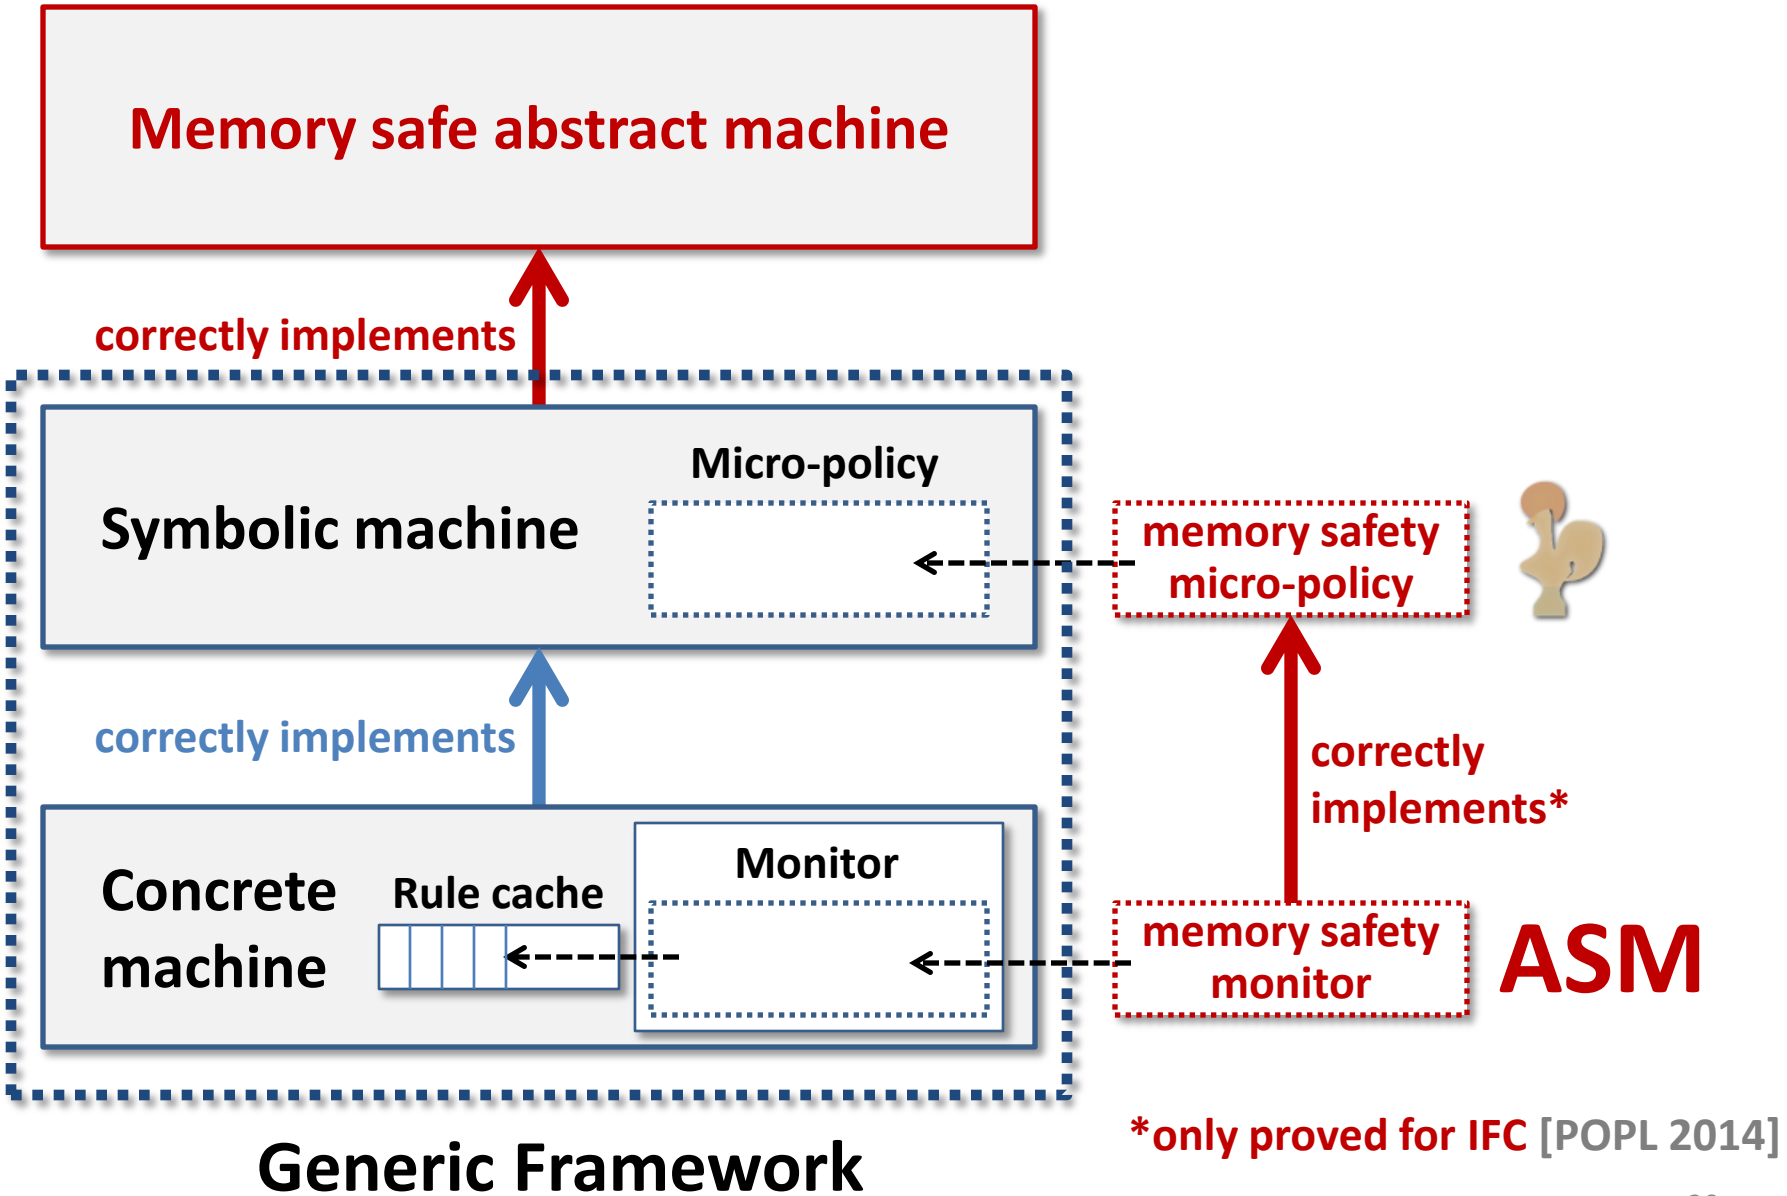 Memory safe abstract machine
correctly implements
Micro-policy
Symbolic machine
memory safety
micro-policy
correctly implements
correctly
implements*
Concrete
machine
Rule cache
Monitor
memory safety
monitor
ASM
*only proved for IFC [POPL 2014]
Generic Framework